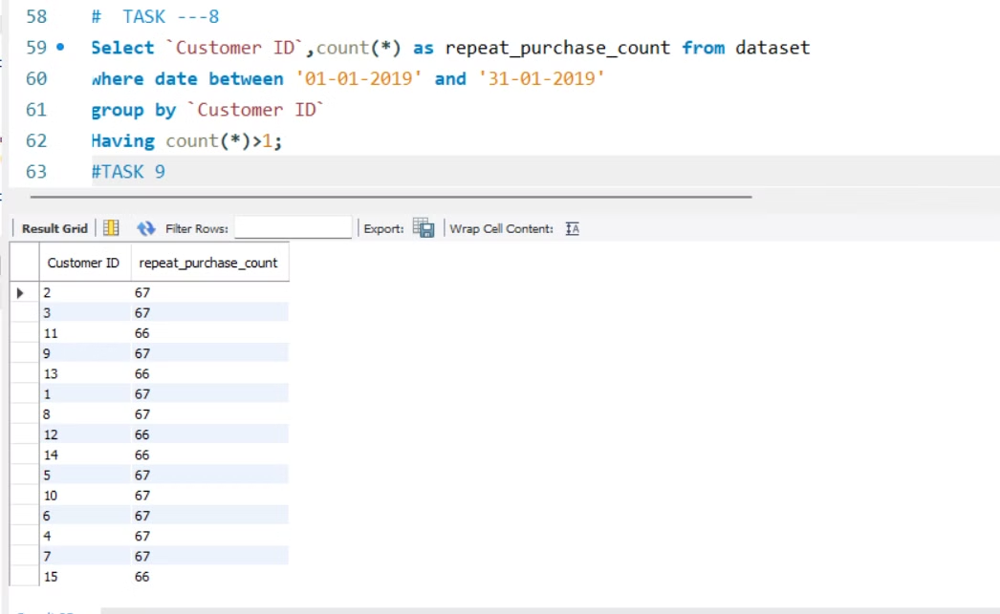 58 # TASK ---8
59 Select `Customer ID`,count(*) as repeat_purchase_count from dataset
60 where date between '01-01-2019' and '31-01-2019'
61 group by `Customer ID`
62 Having count(*)>1;
63 #TASK 9
Result Grid Filter Rows: Export: Wrap Cell Content: IA
Customer ID repeat_purchase_count
2 67
3 67
11 66
9 67
13 66
1 67
8 67
12 66
14 66
5 67
10 67
6 67
4 67
7 67
15 66